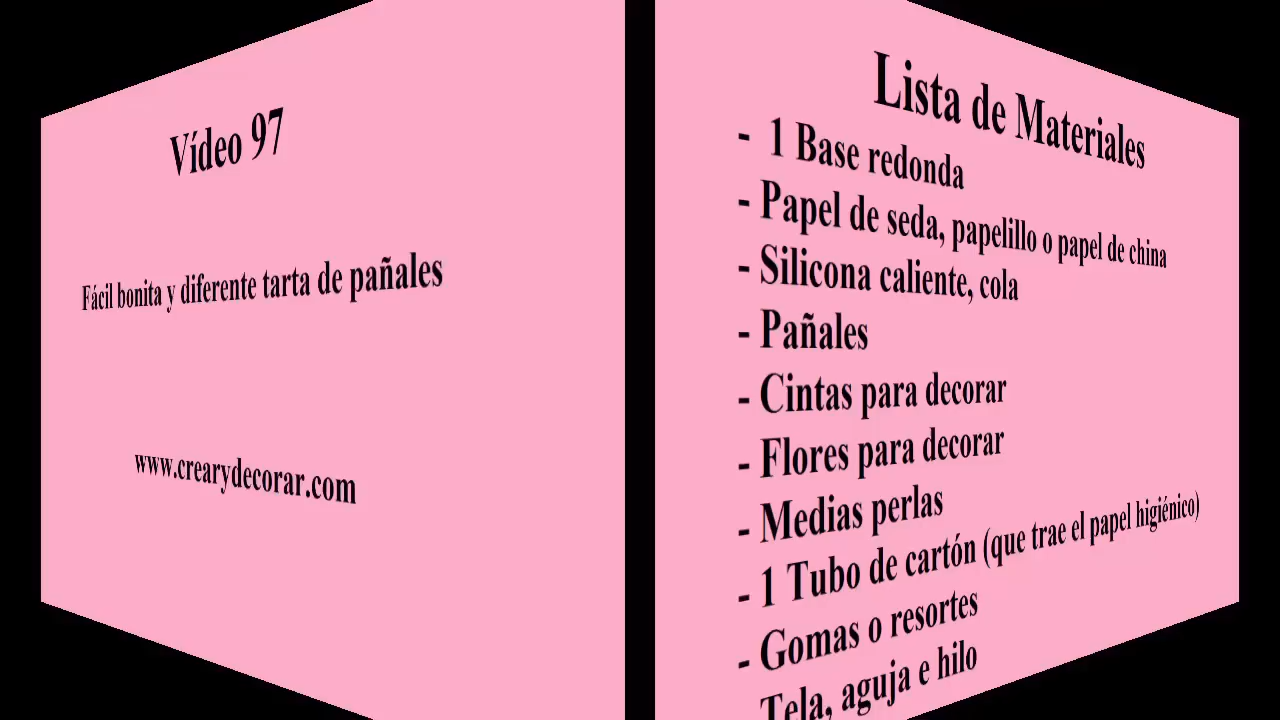 Vídeo 97
Fácil bonita y diferente tarta de pañales
www.crearydecorar.com
Lista de Materiales
- 1 Base redonda
- Papel de seda, papelillo o papel de china
- Silicona caliente, cola
- Pañales
- Cintas para decorar
- Flores para decorar
- Medias perlas
- 1 Tubo de cartón (que trae el papel higiénico)
- Gomas o resortes
Tela, aguja e hilo